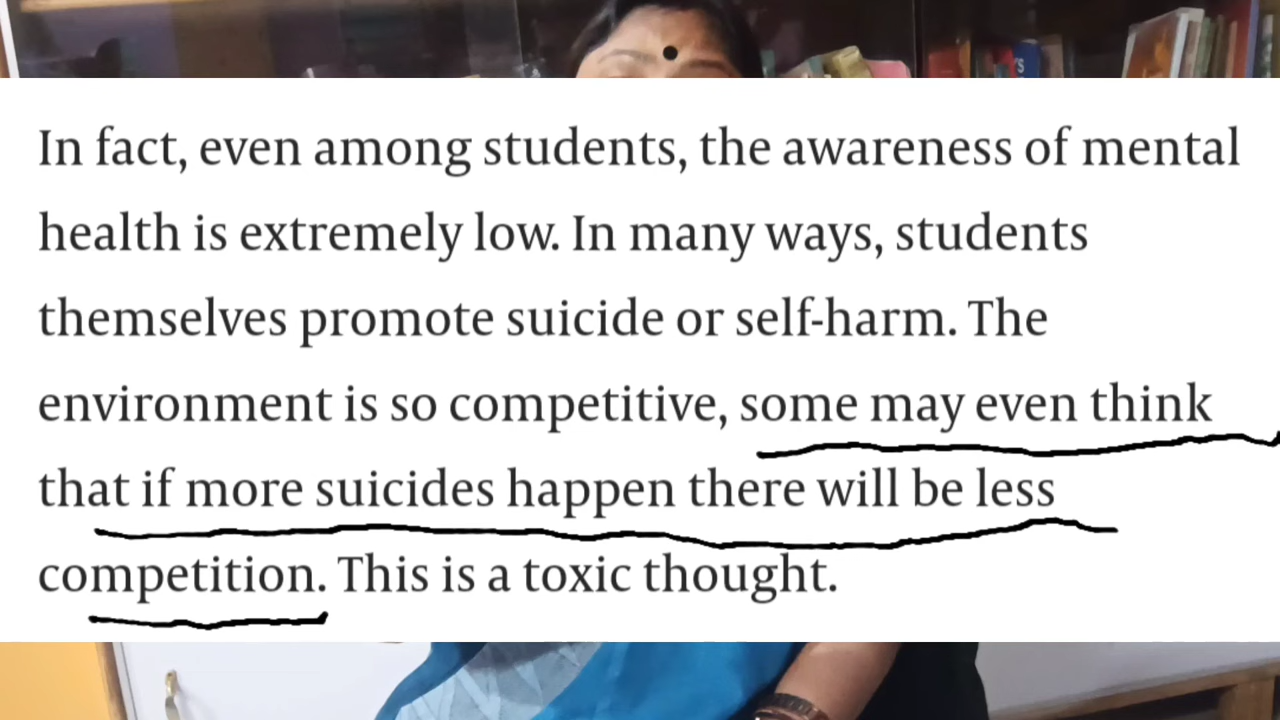 In fact, even among students, the awareness of mental
health is extremely low. In many ways, students
themselves promote suicide or self-harm. The
environment is so competitive, some may even think
that if more suicides happen there will be less
competition. This is a toxic thought.